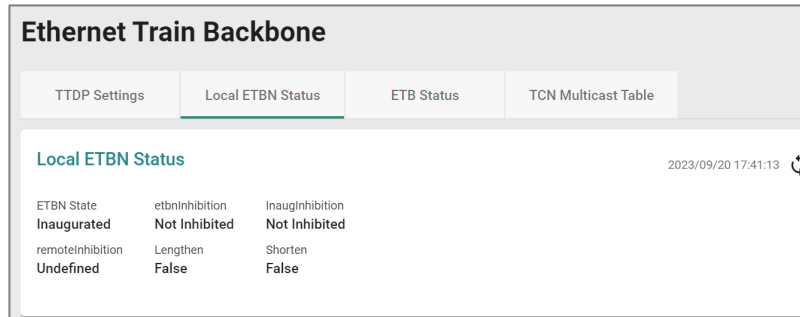 Ethernet Train Backbone
TTDP Settings Local ETBN Status ETB Status TCN Multicast Table
Local ETBN Status 2023/09/20 17:41:13
ETBN State etbnInhibition InaugInhibition
Inaugurated Not Inhibited Not Inhibited
remoteInhibition Lengthen Shorten
Undefined False False